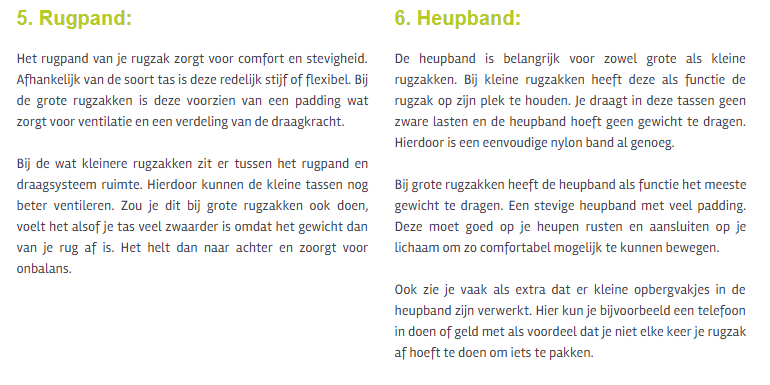 5. Rugpand:
Het rugpand van je rugzak zorgt voor comfort en stevigheid.
Afhankelijk van de soort tas is deze redelijk stijf of flexibel. Bij
de grote rugzakken is deze voorzien van een padding wat
zorgt voor ventilatie en een verdeling van de draagkracht.
Bij de wat kleinere rugzakken zit er tussen het rugpand en
draagsysteem ruimte. Hierdoor kunnen de kleine tassen nog
beter ventileren. Zou je dit bij grote rugzakken ook doen,
voelt het alsof je tas veel zwaarder is omdat het gewicht dan
van je rug af is. Het helt dan naar achter en zoorgt voor
onbalans.
6. Heupband:
De heupband is belangrijk voor zowel grote als kleine
rugzakken. Bij kleine rugzakken heeft deze als functie de
rugzak op zijn plek te houden. Je draagt in deze tassen geen
zware lasten en de heupband hoeft geen gewicht te dragen.
Hierdoor is een eenvoudige nylon band al genoeg.
Bij grote rugzakken heeft de heupband als functie het meeste
gewicht te dragen. Een stevige heupband met veel padding.
Deze moet goed op je heupen rusten en aansluiten op je
lichaam om zo comfortabel mogelijk te kunnen bewegen.
Ook zie je vaak als extra dat er kleine opbergvakjes in de
heupband zijn verwerkt. Hier kun je bijvoorbeeld een telefoon
in doen of geld met als voordeel dat je niet elke keer je rugzak
af hoeft te doen om iets te pakken.